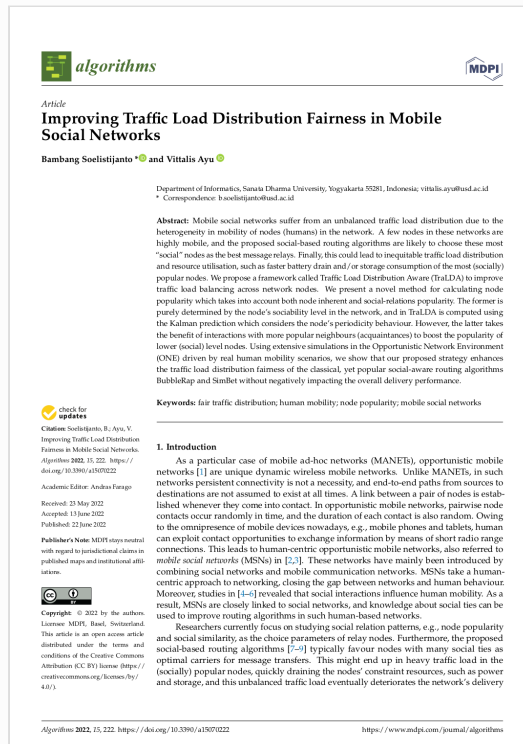 algorithms
MDPI
Article
Improving Traffic Load Distribution Fairness in Mobile
Social Networks
Bambang Soelistijanto * and Vittalis Ayu
Department of Informatics, Sanata Dharma University, Yogyakarta 55281, Indonesia; vittalis.ayu@usd.ac.id
* Correspondence: b.soelistijanto@usd.ac.id
Abstract: Mobile social networks suffer from an unbalanced traffic load distribution due to the
heterogeneity in mobility of nodes (humans) in the network. A few nodes in these networks are
highly mobile, and the proposed social-based routing algorithms are likely to choose these most
"social" nodes as the best message relays. Finally, this could lead to inequitable traffic load distribution
and resource utilisation, such as faster battery drain and/or storage consumption of the most (socially)
popular nodes. We propose a framework called Traffic Load Distribution Aware (TraLDA) to improve
traffic load balancing across network nodes. We present a novel method for calculating node
popularity which takes into account both node inherent and social-relations popularity. The former is
purely determined by the node's sociability level in the network, and in TraLDA is computed using
the Kalman prediction which considers the node's periodicity behaviour. However, the latter takes
the benefit of interactions with more popular neighbours (acquaintances) to boost the popularity of
lower (social) level nodes. Using extensive simulations in the Opportunistic Network Environment
(ONE) driven by real human mobility scenarios, we show that our proposed strategy enhances
the traffic load distribution fairness of the classical, yet popular social-aware routing algorithms
BubbleRap and SimBet without negatively impacting the overall delivery performance.
Keywords: fair traffic distribution; human mobility; node popularity; mobile social networks
check for
updates
Citation: Soelistijanto, B.; Ayu, V.
Improving Traffic Load Distribution
Fairness in Mobile Social Networks.
Algorithms 2022, 15, 222. https://
doi.org/10.3390/a15070222
Academic Editor: Andras Farago
Received: 23 May 2022
Accepted: 13 June 2022
Published: 22 June 2022
Publisher's Note: MDPI stays neutral
with regard to jurisdictional claims in
published maps and institutional affil-
iations.
CC BY
Copyright: © 2022 by the authors.
Licensee MDPI, Basel, Switzerland.
This article is an open access article
distributed under the terms and
conditions of the Creative Commons
Attribution (CC BY) license (https://
creativecommons.org/licenses/by/
4.0/).
1. Introduction
As a particular case of mobile ad-hoc networks (MANETs), opportunistic mobile
networks [1] are unique dynamic wireless mobile networks. Unlike MANETs, in such
networks persistent connectivity is not a necessity, and end-to-end paths from sources to
destinations are not assumed to exist at all times. A link between a pair of nodes is estab-
lished whenever they come into contact. In opportunistic mobile networks, pairwise node
contacts occur randomly in time, and the duration of each contact is also random. Owing
to the omnipresence of mobile devices nowadays, e.g., mobile phones and tablets, human
can exploit contact opportunities to exchange information by means of short radio range
connections. This leads to human-centric opportunistic mobile networks, also referred to
mobile social networks (MSNs) in [2,3]. These networks have mainly been introduced by
combining social networks and mobile communication networks. MSNs take a human-
centric approach to networking, closing the gap between networks and human behaviour.
Moreover, studies in [4–6] revealed that social interactions influence human mobility. As a
result, MSNs are closely linked to social networks, and knowledge about social ties can be
used to improve routing algorithms in such human-based networks.
Researchers currently focus on studying social relation patterns, e.g., node popularity
and social similarity, as the choice parameters of relay nodes. Furthermore, the proposed
social-based routing algorithms [7–9] typically favour nodes with many social ties as
optimal carriers for message transfers. This might end up in heavy traffic load in the
(socially) popular nodes, quickly draining the nodes' constraint resources, such as power
and storage, and this unbalanced traffic load eventually deteriorates the network's delivery
Algorithms 2022, 15, 222. https://doi.org/10.3390/a15070222
https://www.mdpi.com/journal/algorithms